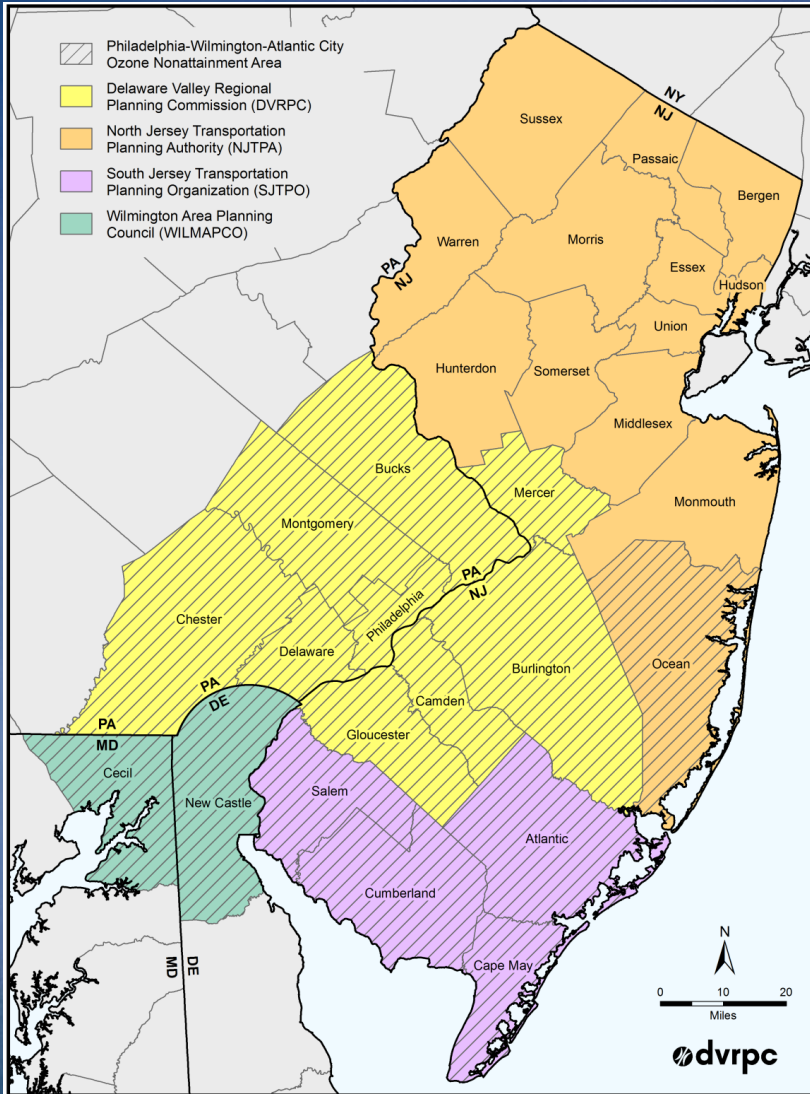 Philadelphia-Wilmington-Atlantic City
Ozone Nonattainment Area
Delaware Valley Regional
Planning Commission (DVRPC)
North Jersey Transportation
Planning Authority (NJTPA)
South Jersey Transportation
Planning Organization (SJTPO)
Wilmington Area Planning
Council (WILMAPCO)
NY
NJ
Sussex
Passaic
Bergen
Warren
Morris
PA
NJ
Essex
Hudson
Union
Hunterdon
Somerset
Middlesex
Bucks
Mercer
Monmouth
Montgomery
PA
NJ
Philadelphia
Chester
Delaware
Ocean
Burlington
Camden
PA
DE
Gloucester
PA
MD
Cecil
New Castle
Salem
Atlantic
Cumberland
Cape May
MD
DE
N
0 10 20
Miles
dvrpc